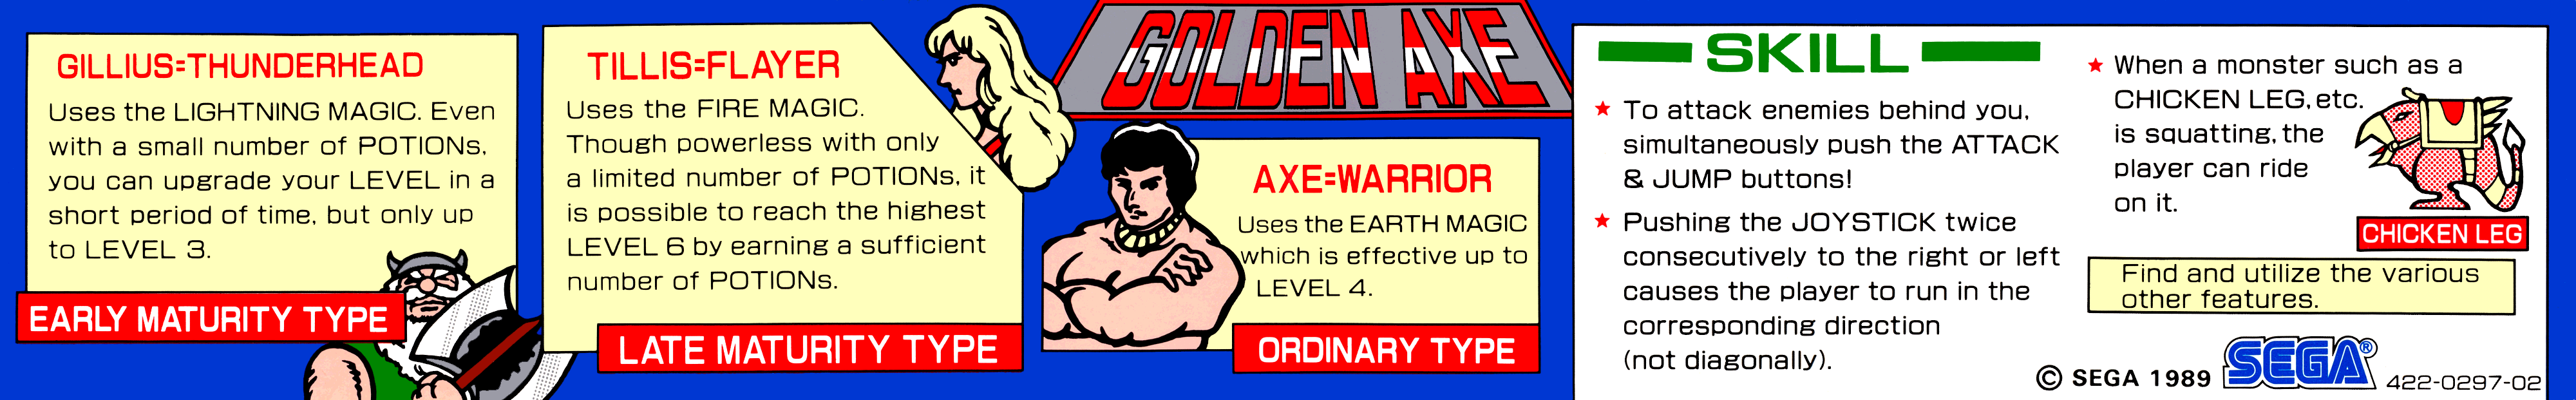 GILLIUS=THUNDERHEAD
Uses the LIGHTNING MAGIC. Even
with a small number of POTIONs,
you can upgrade your LEVEL in a
short period of time, but only up
to LEVEL 3.
EARLY MATURITY TYPE
TILLIS=FLAYER
Uses the FIRE MAGIC.
Though powerless with only
a limited number of POTIONs, it
is possible to reach the highest
LEVEL 6 by earning a sufficient
number of POTIONs.
LATE MATURITY TYPE
GOLDEN AXE
AXE=WARRIOR
Uses the EARTH MAGIC
which is effective up to
LEVEL 4.
ORDINARY TYPE
SKILL
★ To attack enemies behind you,
simultaneously push the ATTACK
& JUMP buttons!
★ Pushing the JOYSTICK twice
consecutively to the right or left
causes the player to run in the
corresponding direction
(not diagonally).
★ When a monster such as a
CHICKEN LEG, etc.
is squatting, the
player can ride
on it.
CHICKEN LEG
Find and utilize the various
other features.
© SEGA 1989 SEGA® 422-0297-02